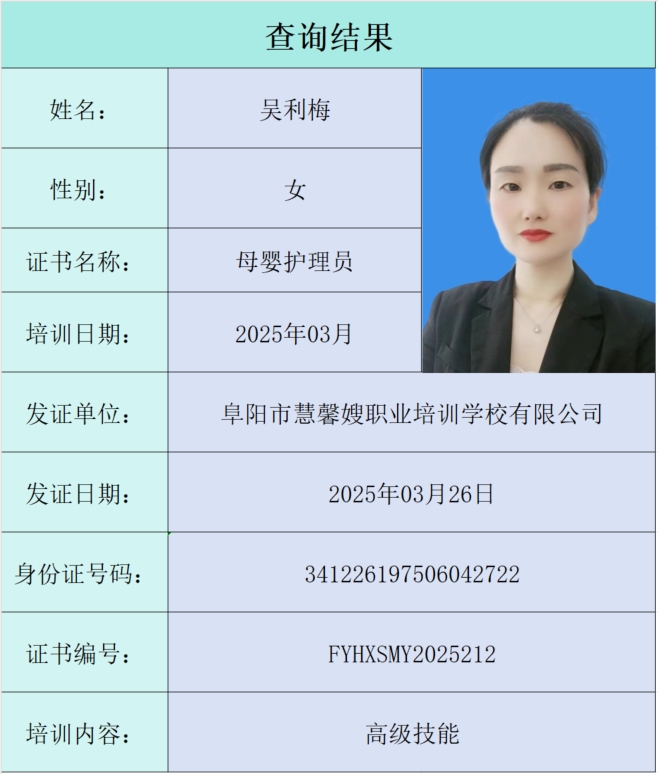 查询结果
姓名： 吴利梅
性别： 女
证书名称： 母婴护理员
培训日期： 2025年03月
发证单位： 阜阳市慧馨嫂职业培训学校有限公司
发证日期： 2025年03月26日
身份证号码： 341226197506042722
证书编号： FYHXSMY2025212
培训内容： 高级技能